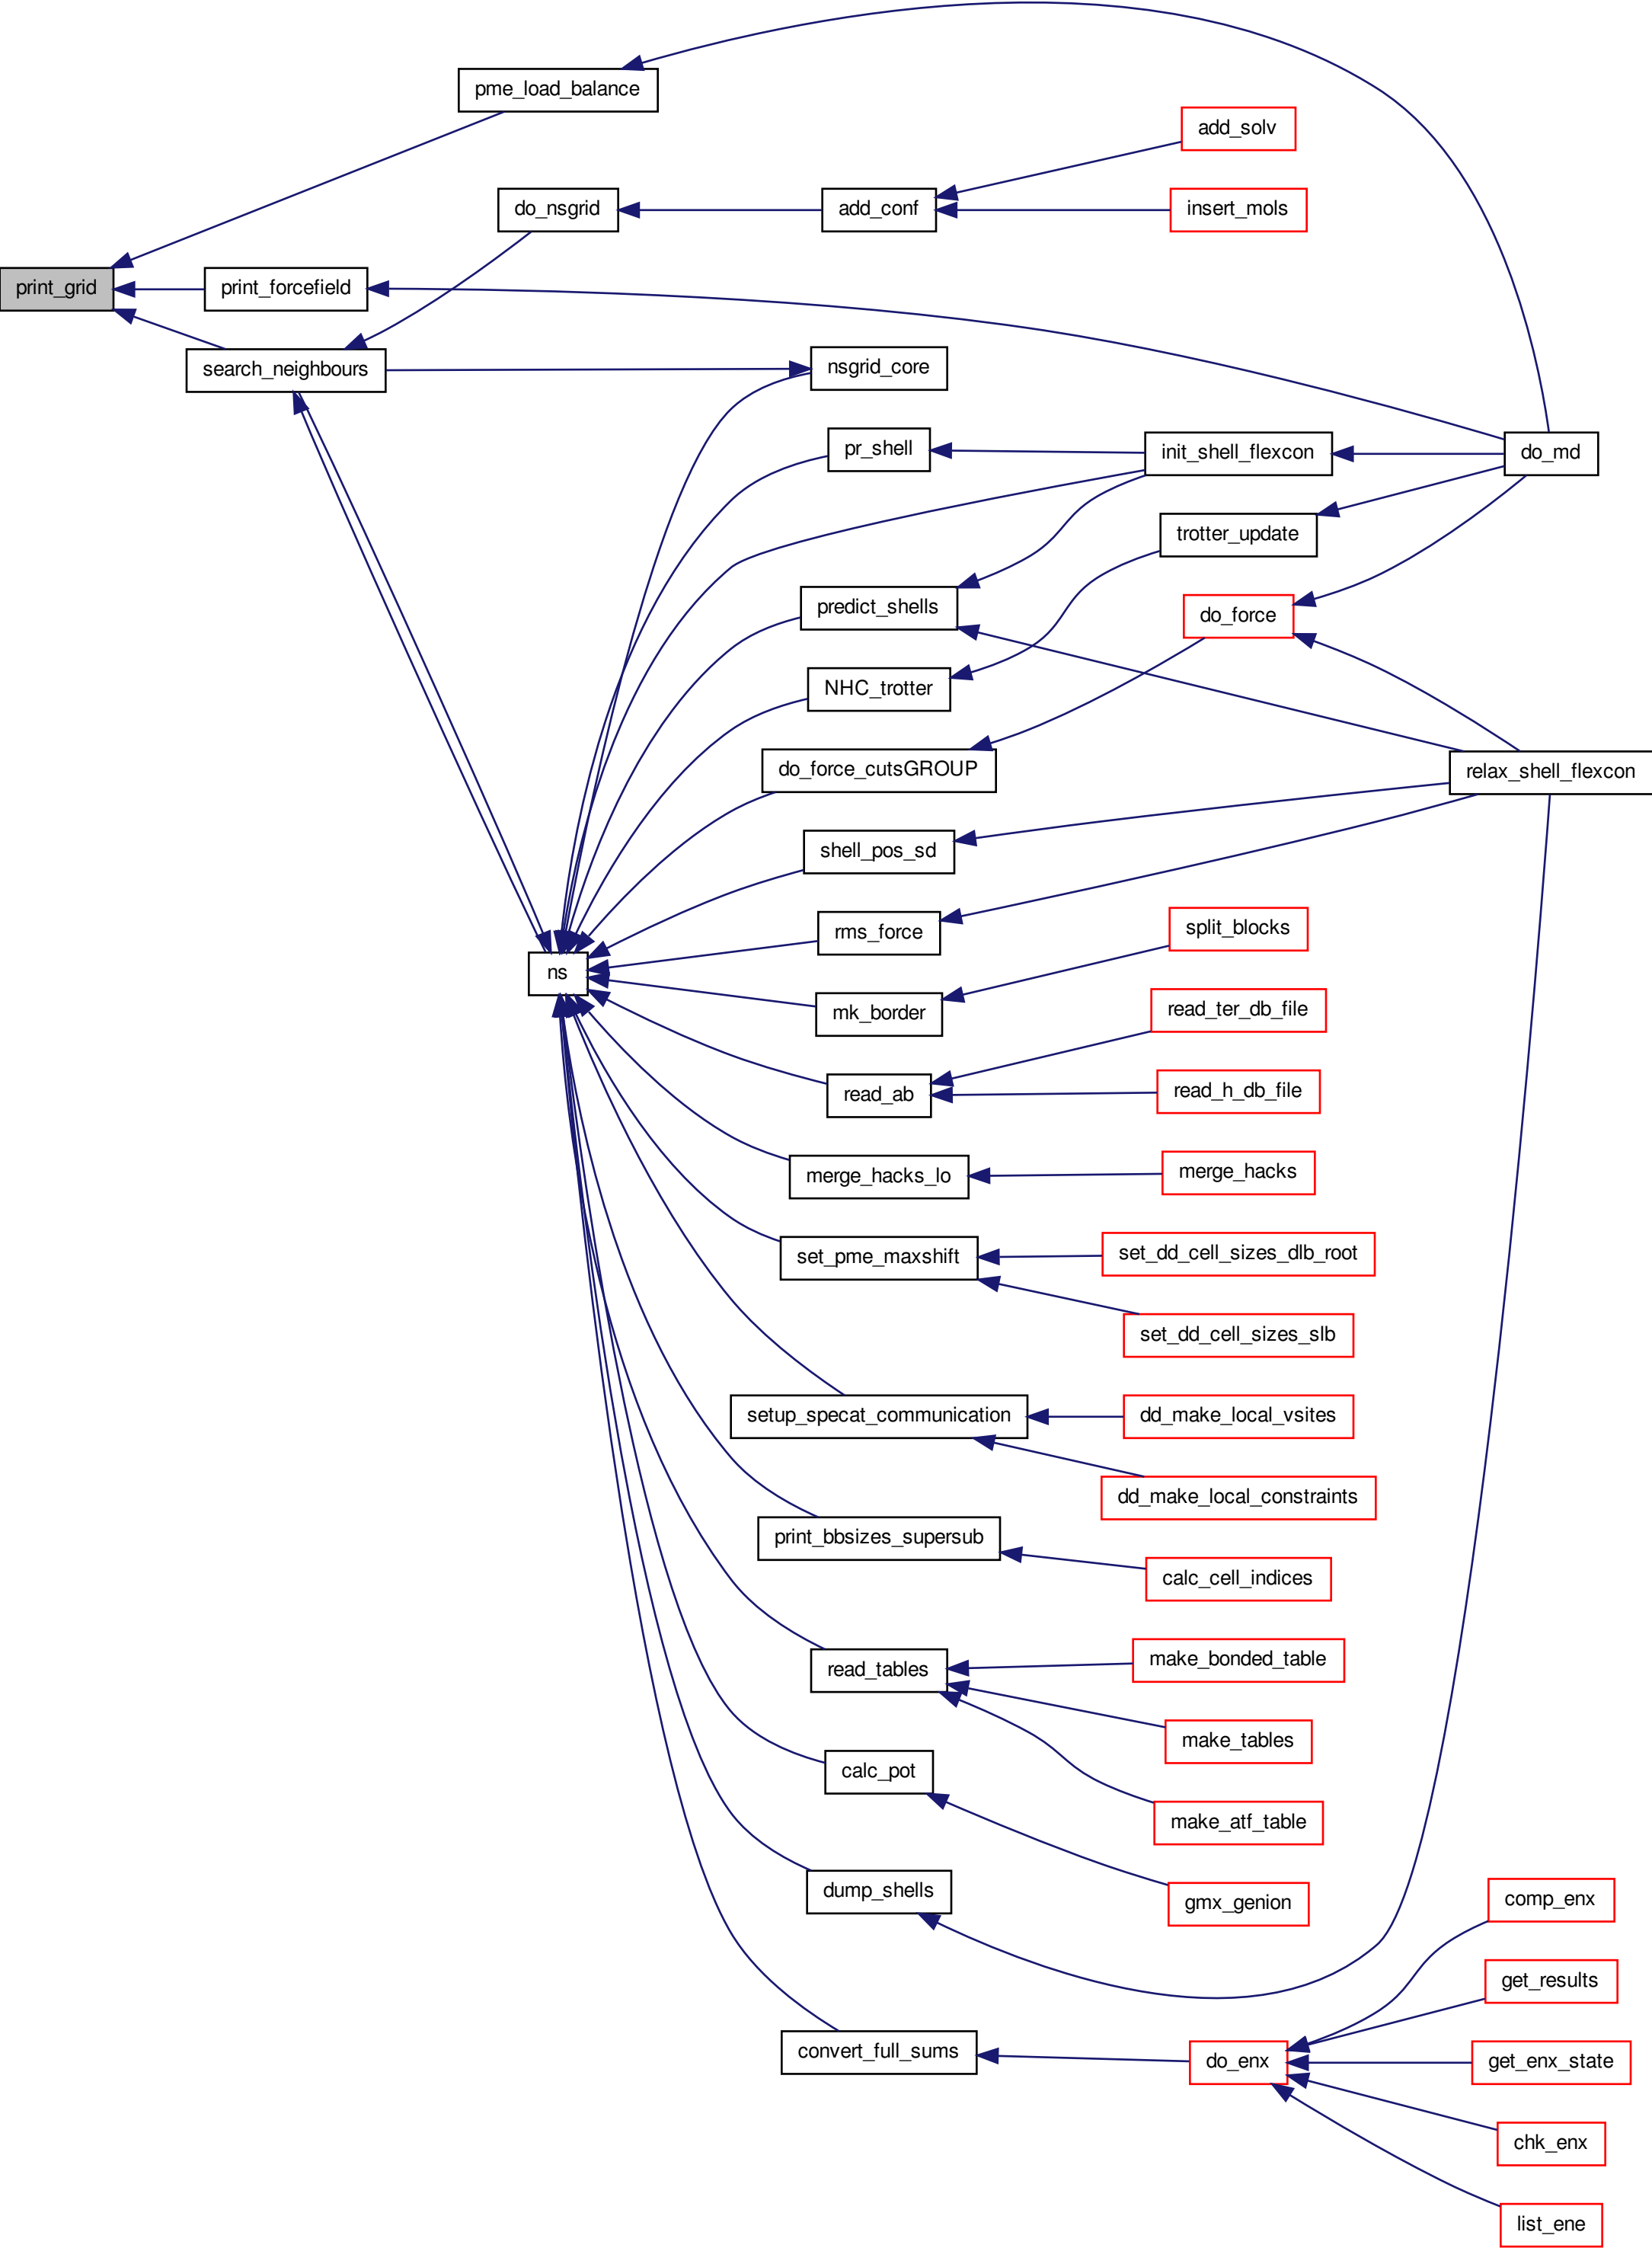 pme_load_balance
add_solv
do_nsgrid
add_conf
insert_mols
print_grid
print_forcefield
search_neighbours
nsgrid_core
pr_shell
init_shell_flexcon
do_md
trotter_update
predict_shells
do_force
NHC_trotter
do_force_cutsGROUP
relax_shell_flexcon
shell_pos_sd
rms_force
split_blocks
ns
mk_border
read_ter_db_file
read_ab
read_h_db_file
merge_hacks_lo
merge_hacks
set_pme_maxshift
set_dd_cell_sizes_dlb_root
set_dd_cell_sizes_slb
setup_specat_communication
dd_make_local_vsites
dd_make_local_constraints
print_bbsizes_supersub
calc_cell_indices
read_tables
make_bonded_table
make_tables
calc_pot
make_atf_table
dump_shells
gmx_genion
comp_enx
get_results
convert_full_sums
do_enx
get_enx_state
chk_enx
list_ene